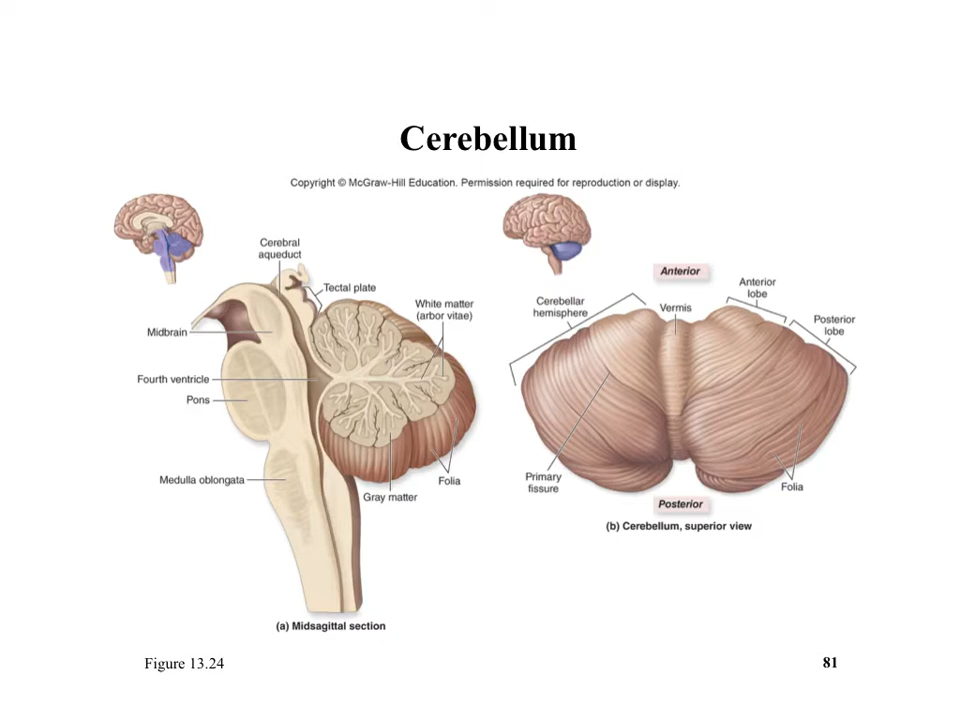 Cerebellum
Copyright © McGraw-Hill Education. Permission required for reproduction or display.
Cerebral
aqueduct
Tectal plate
White matter
(arbor vitae)
Midbrain
Fourth ventricle
Pons
Medulla oblongata
Folia
Gray matter
(a) Midsagittal section
Anterior
Anterior
lobe
Cerebellar
hemisphere
Vermis
Posterior
lobe
Primary
fissure
Folia
Posterior
(b) Cerebellum, superior view
Figure 13.24
81